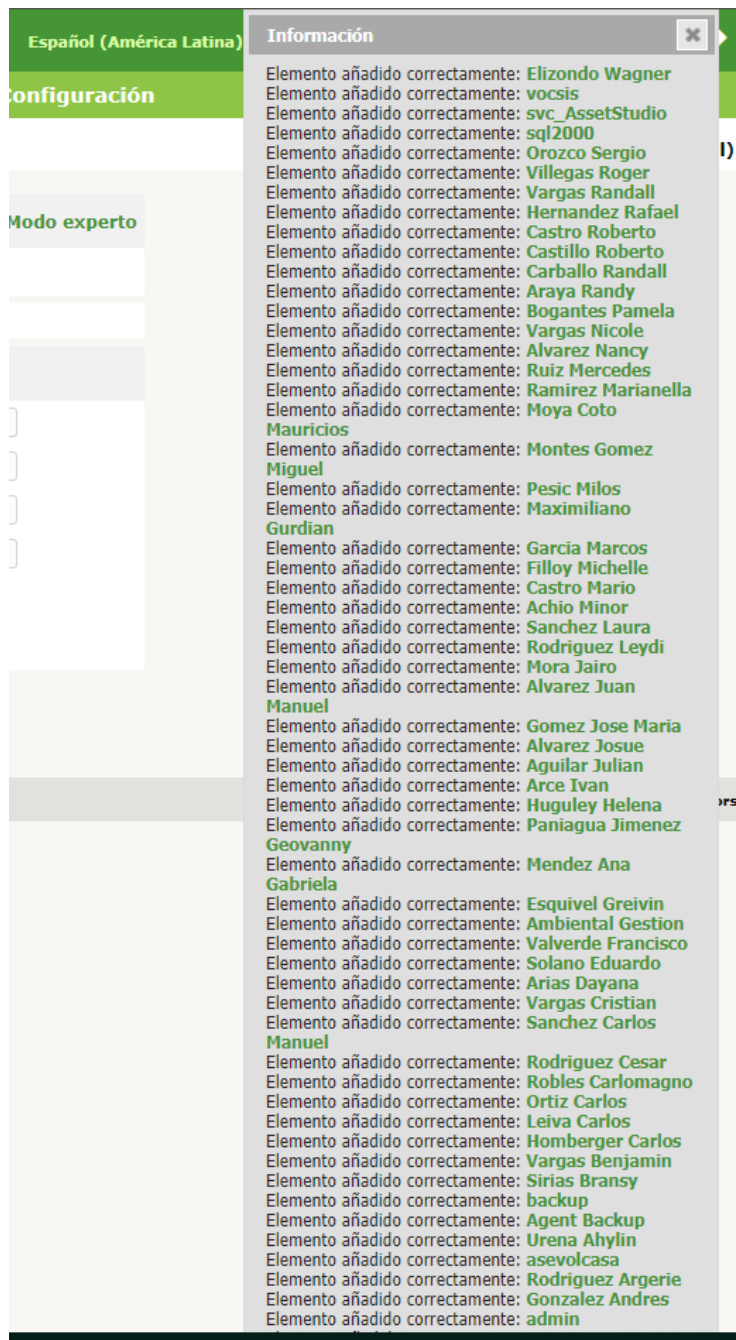 Español (América Latina)
Configuración
l)
Modo experto
ors
Información
Elemento añadido correctamente: Elizondo Wagner
Elemento añadido correctamente: vocsis
Elemento añadido correctamente: svc_AssetStudio
Elemento añadido correctamente: sql2000
Elemento añadido correctamente: Orozco Sergio
Elemento añadido correctamente: Villegas Roger
Elemento añadido correctamente: Vargas Randall
Elemento añadido correctamente: Hernandez Rafael
Elemento añadido correctamente: Castro Roberto
Elemento añadido correctamente: Castillo Roberto
Elemento añadido correctamente: Carballo Randall
Elemento añadido correctamente: Araya Randy
Elemento añadido correctamente: Bogantes Pamela
Elemento añadido correctamente: Vargas Nicole
Elemento añadido correctamente: Alvarez Nancy
Elemento añadido correctamente: Ruiz Mercedes
Elemento añadido correctamente: Ramirez Marianella
Elemento añadido correctamente: Moya Coto
Mauricios
Elemento añadido correctamente: Montes Gomez
Miguel
Elemento añadido correctamente: Pesic Milos
Elemento añadido correctamente: Maximiliano
Gurdian
Elemento añadido correctamente: Garcia Marcos
Elemento añadido correctamente: Filloy Michelle
Elemento añadido correctamente: Castro Mario
Elemento añadido correctamente: Achio Minor
Elemento añadido correctamente: Sanchez Laura
Elemento añadido correctamente: Rodriguez Leydi
Elemento añadido correctamente: Mora Jairo
Elemento añadido correctamente: Alvarez Juan
Manuel
Elemento añadido correctamente: Gomez Jose Maria
Elemento añadido correctamente: Alvarez Josue
Elemento añadido correctamente: Aguilar Julian
Elemento añadido correctamente: Arce Ivan
Elemento añadido correctamente: Huguley Helena
Elemento añadido correctamente: Paniagua Jimenez
Geovanny
Elemento añadido correctamente: Mendez Ana
Gabriela
Elemento añadido correctamente: Esquivel Greivin
Elemento añadido correctamente: Ambiental Gestion
Elemento añadido correctamente: Valverde Francisco
Elemento añadido correctamente: Solano Eduardo
Elemento añadido correctamente: Arias Dayana
Elemento añadido correctamente: Vargas Cristian
Elemento añadido correctamente: Sanchez Carlos
Manuel
Elemento añadido correctamente: Rodriguez Cesar
Elemento añadido correctamente: Robles Carlomagno
Elemento añadido correctamente: Ortiz Carlos
Elemento añadido correctamente: Leiva Carlos
Elemento añadido correctamente: Homberger Carlos
Elemento añadido correctamente: Vargas Benjamin
Elemento añadido correctamente: Sirias Bransy
Elemento añadido correctamente: backup
Elemento añadido correctamente: Agent Backup
Elemento añadido correctamente: Urena Ahylin
Elemento añadido correctamente: asevolcasa
Elemento añadido correctamente: Rodriguez Argerie
Elemento añadido correctamente: Gonzalez Andres
Elemento añadido correctamente: admin